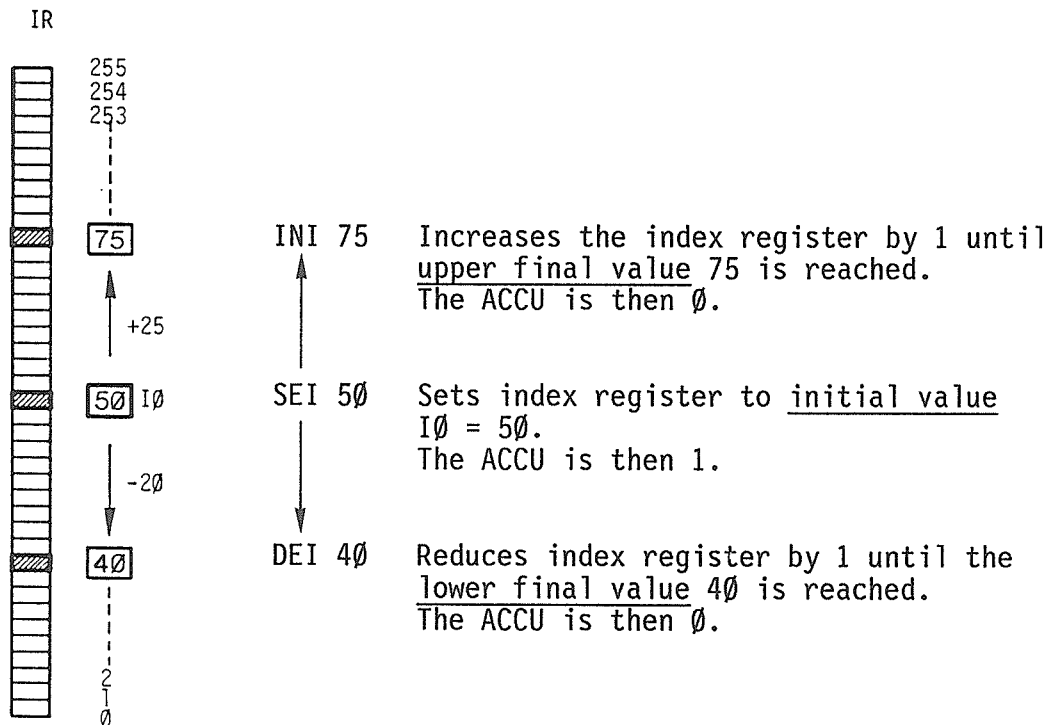 IR
255
254
253
75
INI 75 Increases the index register by 1 until
upper final value 75 is reached.
The ACCU is then Ø.
+25
5Ø IØ
SEI 5Ø Sets index register to initial value
IØ = 5Ø.
The ACCU is then 1.
-2Ø
4Ø
DEI 4Ø Reduces index register by 1 until the
lower final value 4Ø is reached.
The ACCU is then Ø.
2
1
Ø